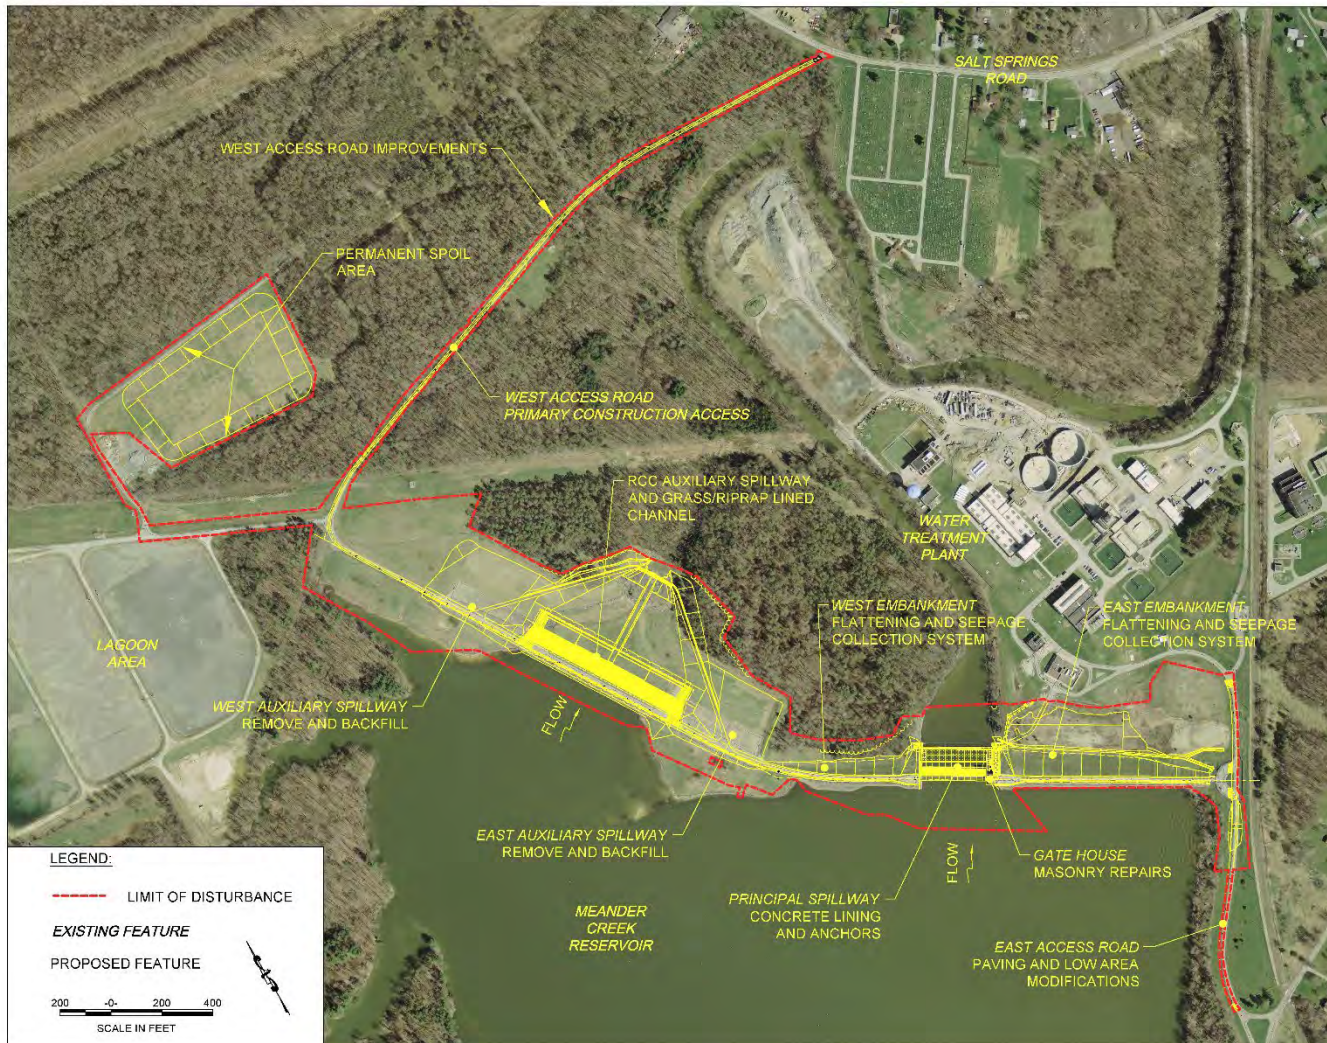 SALT SPRINGS
ROAD
WEST ACCESS ROAD IMPROVEMENTS
PERMANENT SPOIL
AREA
WEST ACCESS ROAD
PRIMARY CONSTRUCTION ACCESS
RCC AUXILIARY SPILLWAY
AND GRASS/RIPRAP LINED
CHANNEL
WATER
TREATMENT
PLANT
WEST EMBANKMENT
FLATTENING AND SEEPAGE
COLLECTION SYSTEM
EAST EMBANKMENT
FLATTENING AND SEEPAGE
COLLECTION SYSTEM
LAGOON
AREA
WEST AUXILIARY SPILLWAY
REMOVE AND BACKFILL
FLOW
EAST AUXILIARY SPILLWAY
REMOVE AND BACKFILL
FLOW
GATE HOUSE
MASONRY REPAIRS
PRINCIPAL SPILLWAY
CONCRETE LINING
AND ANCHORS
MEANDER
CREEK
RESERVOIR
EAST ACCESS ROAD
PAVING AND LOW AREA
MODIFICATIONS
LEGEND:
LIMIT OF DISTURBANCE
EXISTING FEATURE
PROPOSED FEATURE
200 -0- 200 400
SCALE IN FEET